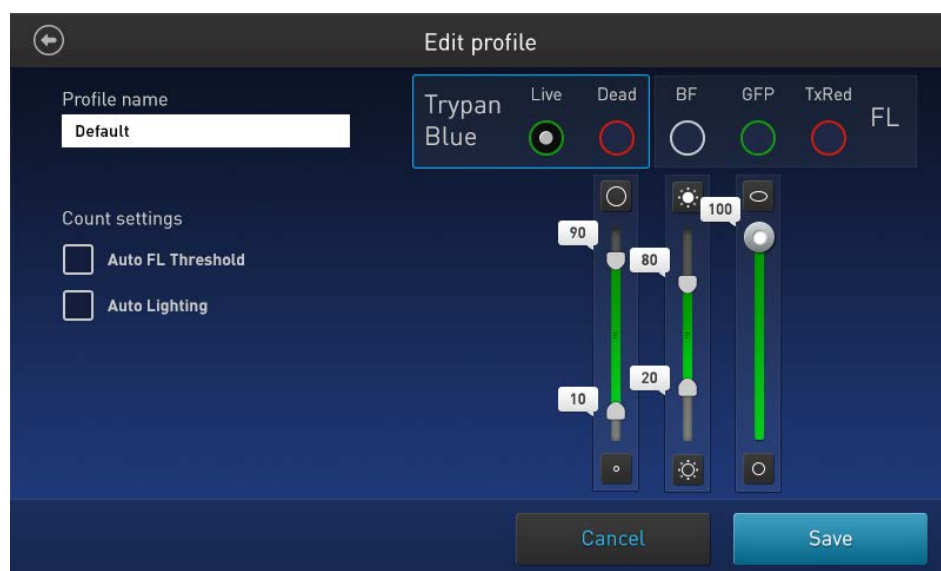 Edit profile
Profile name
Default
Trypan
Blue
Live
Dead
BF
GFP
TxRed
FL
Count settings
Auto FL Threshold
Auto Lighting
90
10
80
20
100
Cancel
Save